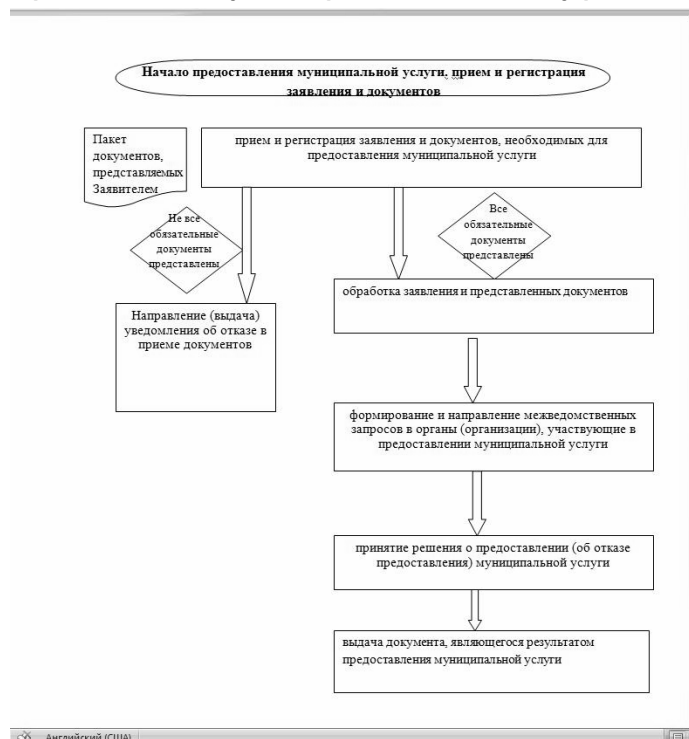 Начало предоставления муниципальной услуги, прием и регистрация
заявления и документов
Пакет
документов,
представляемых
Заявителем
прием и регистрация заявления и документов, необходимых для
предоставления муниципальной услуги
Не все
обязательные
документы
представлены
Все
обязательные
документы
представлены
обработка заявления и представленных документов
Направление (выдача)
уведомления об отказе в
приеме документов
формирование и направление межведомственных
запросов в органы (организации), участвующие в
предоставлении муниципальной услуги
принятие решения о предоставлении (об отказе
предоставления) муниципальной услуги
выдача документа, являющегося результатом
предоставления муниципальной услуги
Английский (США)